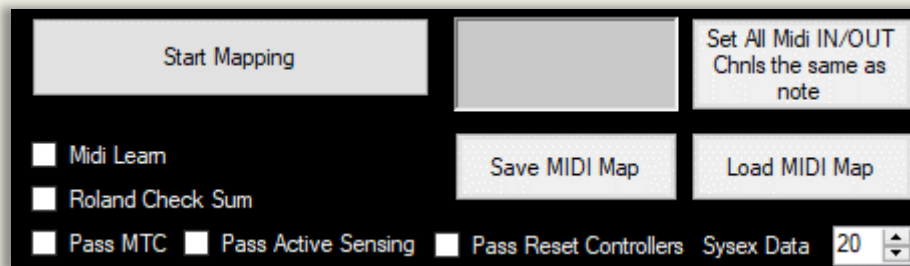 Start Mapping
Set All Midi IN/OUT
Chnls the same as
note
Midi Learn
Save MIDI Map
Load MIDI Map
Roland Check Sum
Pass MTC
Pass Active Sensing
Pass Reset Controllers
Sysex Data
20